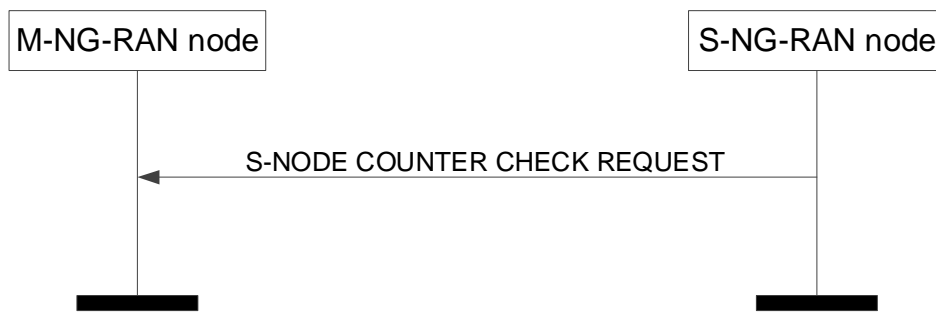 M-NG-RAN node
S-NG-RAN node
S-NODE COUNTER CHECK REQUEST